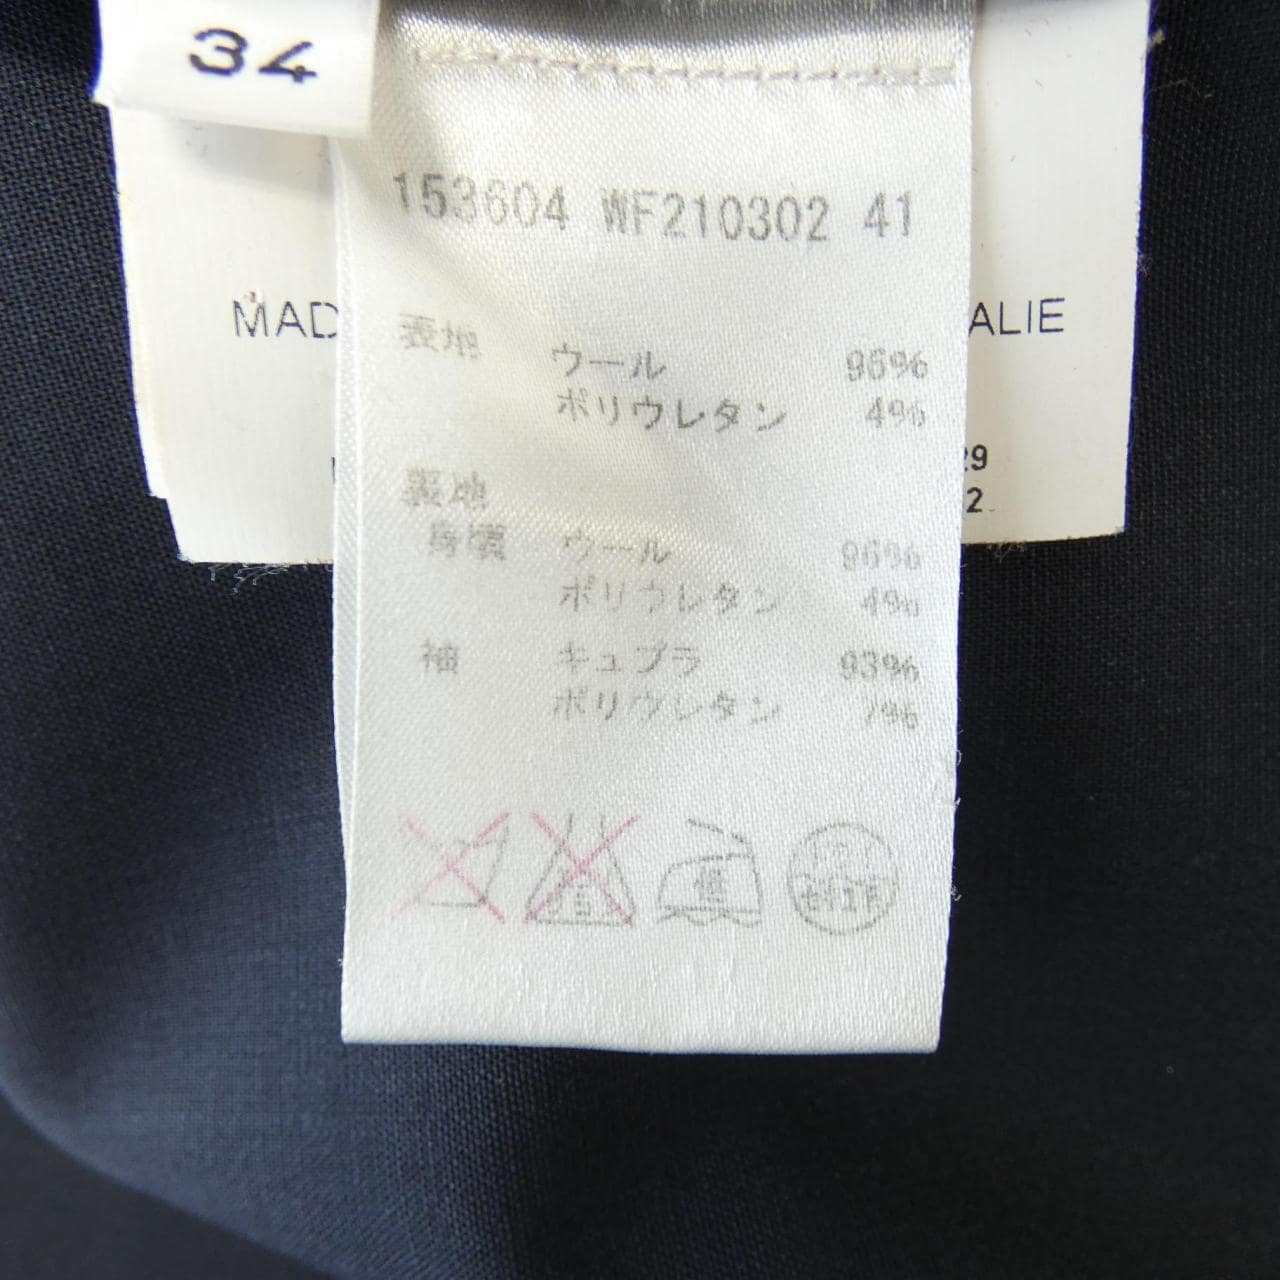 34
153604 WF210302 41
MAD ALIE
表地 ウール 96%
ポリウレタン 4%
29
2
裏地
身頃 ウール 96%
ポリウレタン 4%
袖 キュプラ 93%
ポリウレタン 7%
低